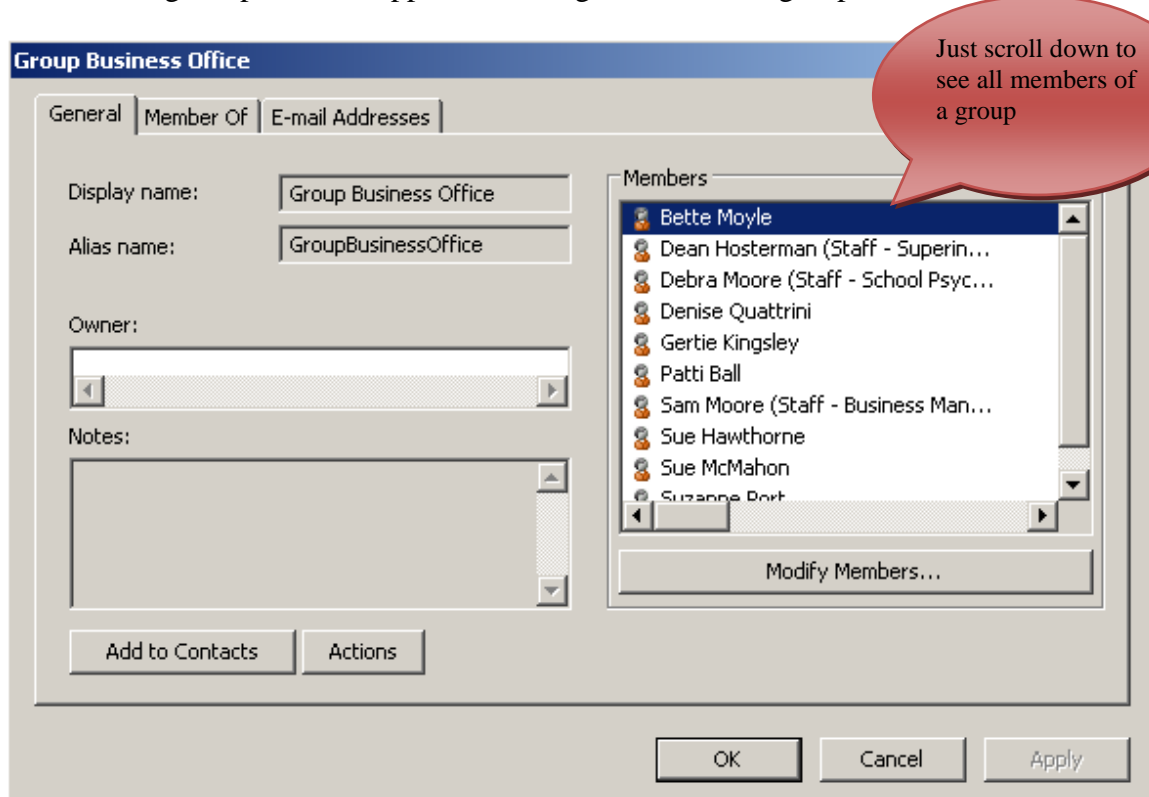 Group Business Office
Just scroll down to
see all members of
a group
General Member Of E-mail Addresses
Display name: Group Business Office
Alias name: GroupBusinessOffice
Owner:
Notes:
Members
Bette Moyle
Dean Hosterman (Staff - Superin...
Debra Moore (Staff - School Psyc...
Denise Quattrini
Gertie Kingsley
Patti Ball
Sam Moore (Staff - Business Man...
Sue Hawthorne
Sue McMahon
Suzanne Port
Modify Members...
Add to Contacts Actions
OK Cancel Apply